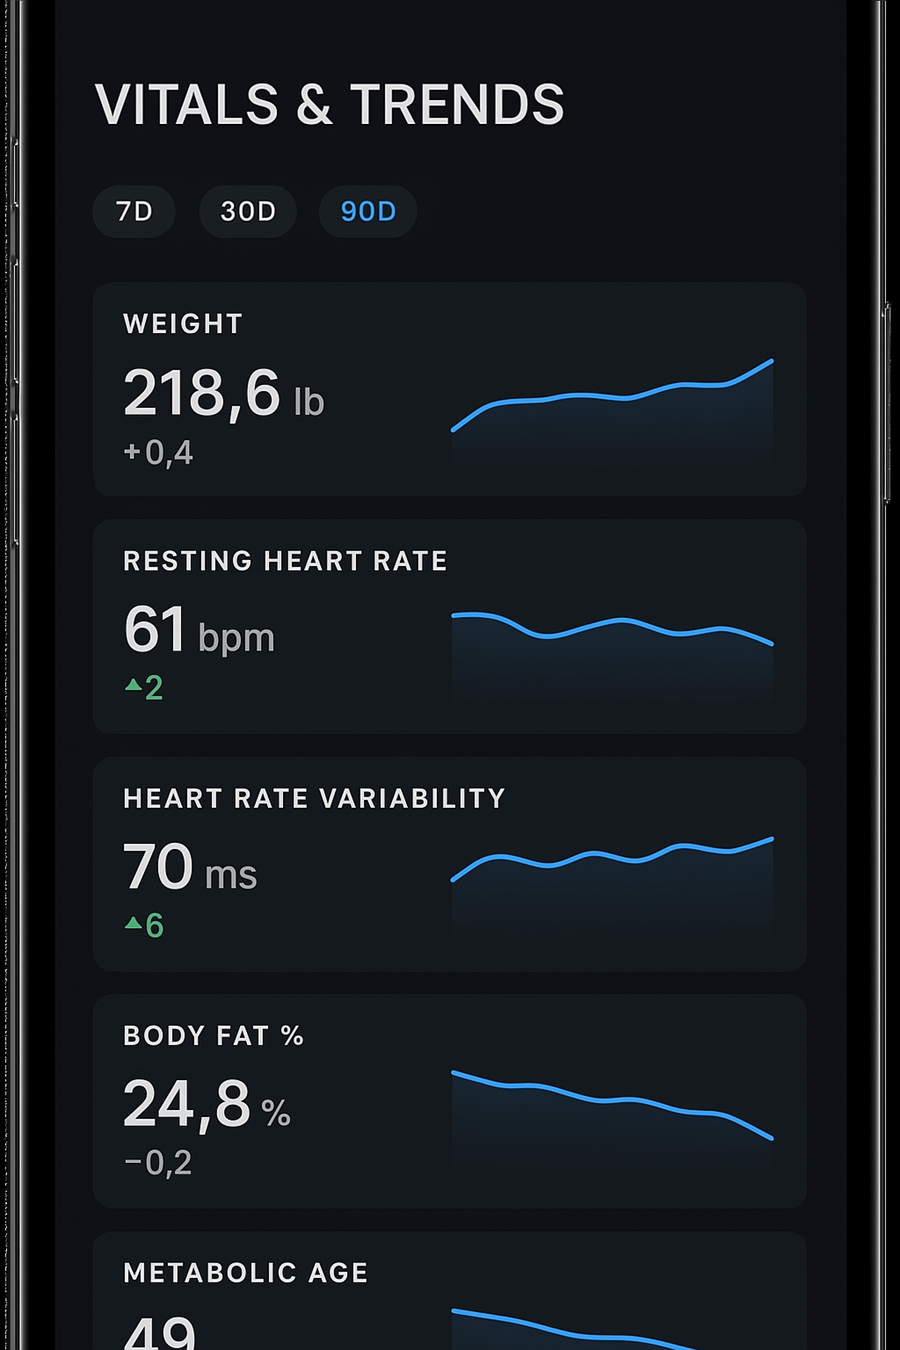 VITALS & TRENDS
7D 30D 90D
WEIGHT
218,6 lb
+0,4
RESTING HEART RATE
61 bpm
▲2
HEART RATE VARIABILITY
70 ms
▲6
BODY FAT %
24,8 %
−0,2
METABOLIC AGE
49